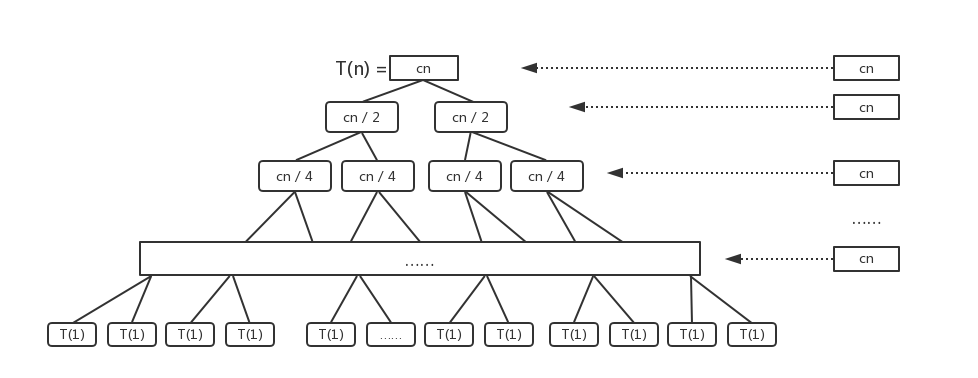 T(n) = cn cn
cn / 2 cn / 2 cn
cn / 4 cn / 4 cn / 4 cn / 4 cn
……
…… cn
T(1) T(1) T(1) T(1) T(1) …… T(1) T(1) T(1) T(1) T(1) T(1)